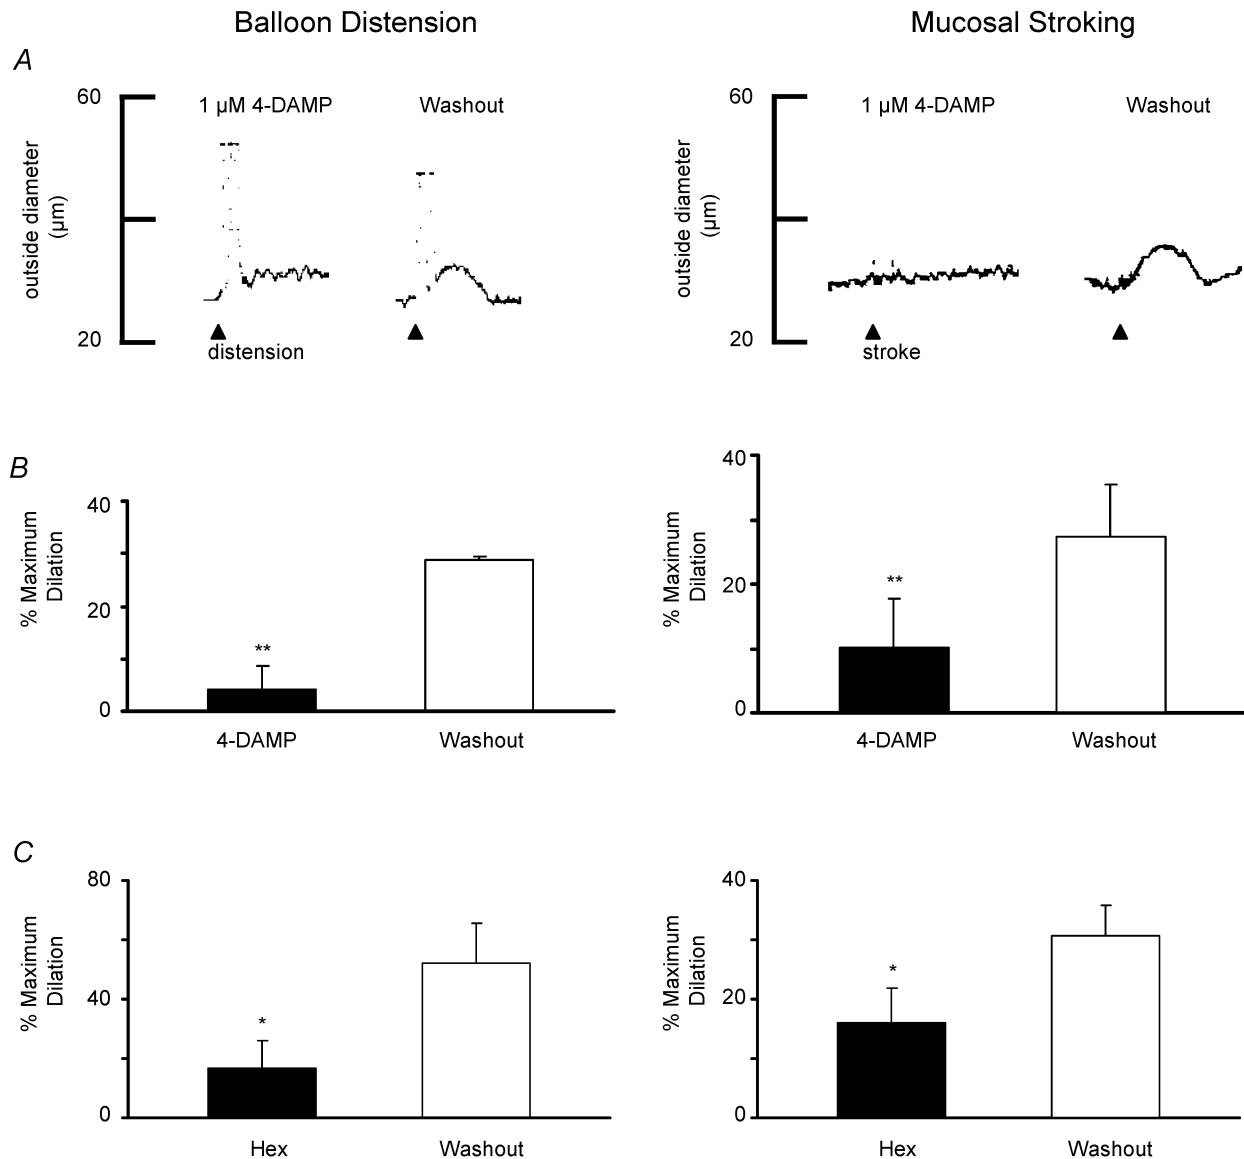 Balloon Distension
Mucosal Stroking
A
60
1 µM 4-DAMP
Washout
outside diameter
(µm)
20
distension
60
1 µM 4-DAMP
Washout
outside diameter
(µm)
20
stroke
B
40
% Maximum
Dilation
20
**
0
4-DAMP
Washout
40
% Maximum
Dilation
20
**
0
4-DAMP
Washout
C
80
% Maximum
Dilation
40
*
0
Hex
Washout
40
% Maximum
Dilation
20
*
0
Hex
Washout